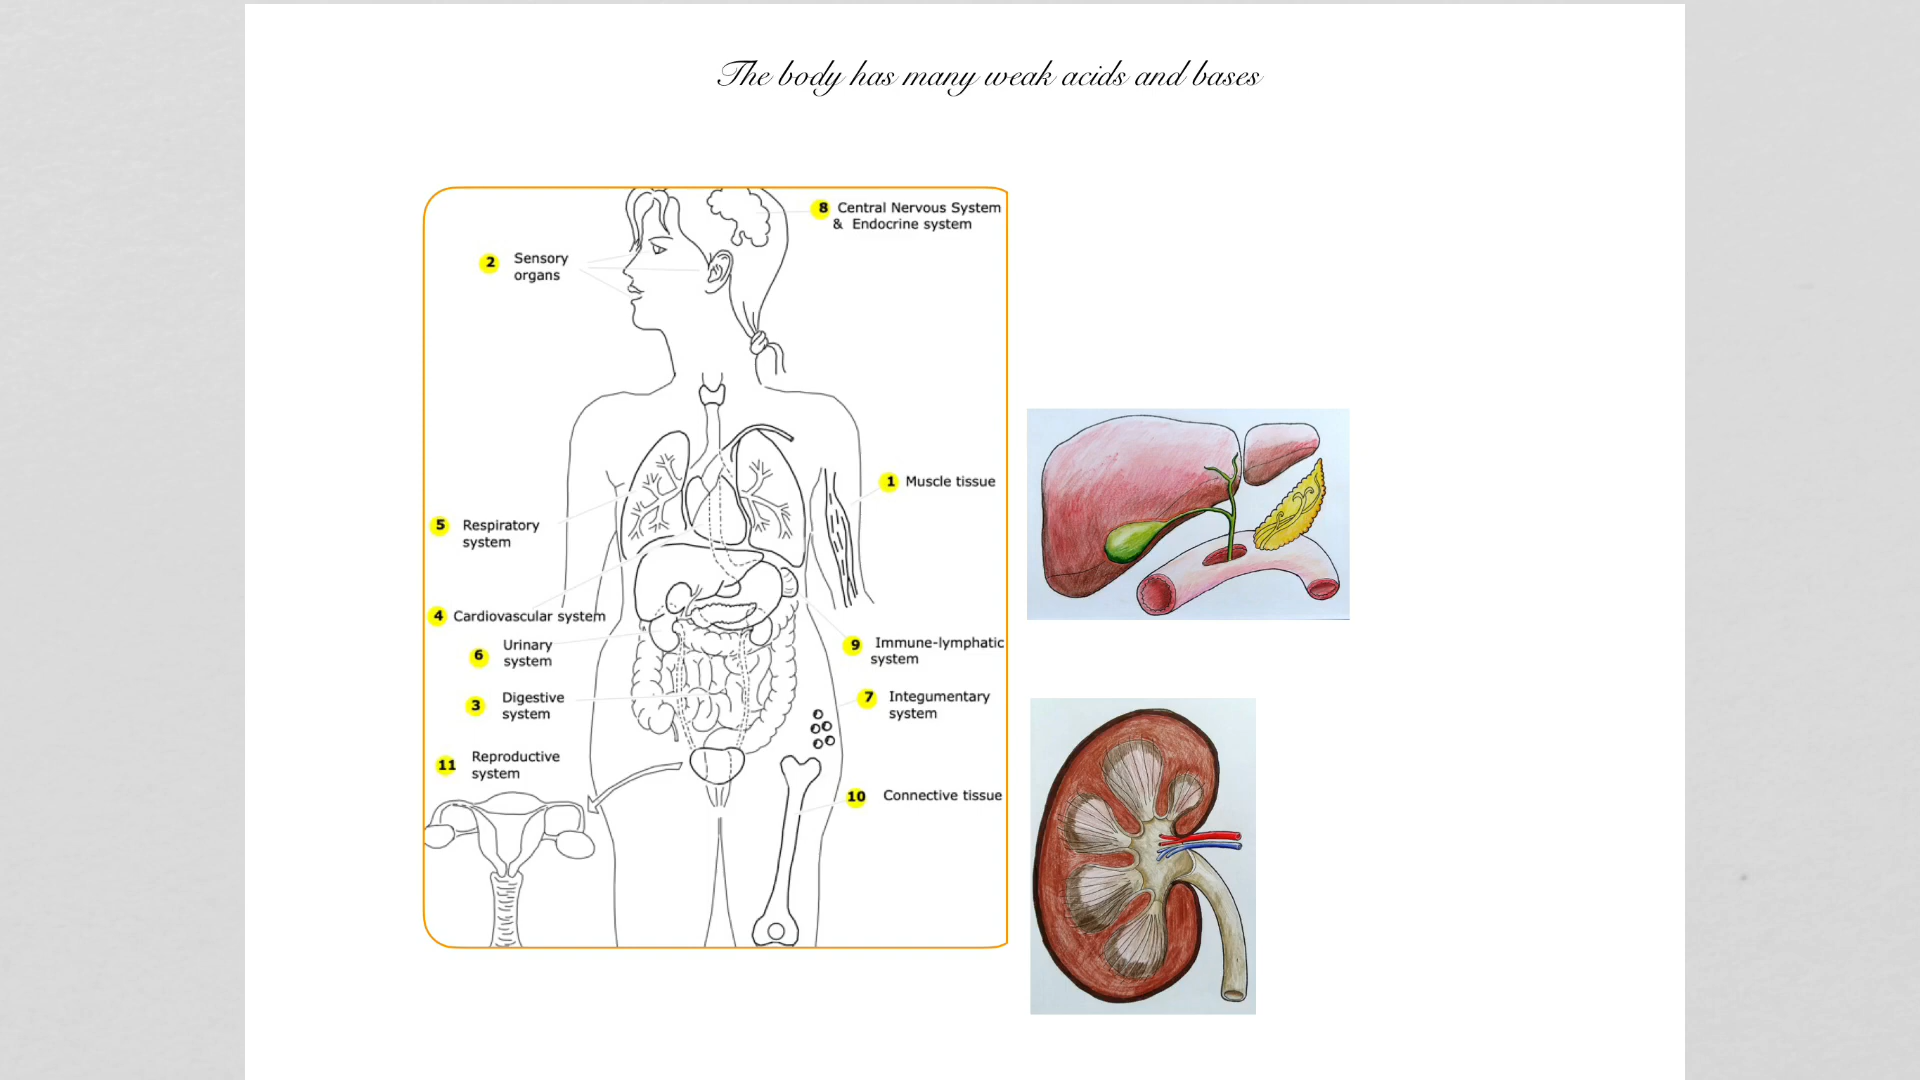 The body has many weak acids and bases
8 Central Nervous System
& Endocrine system
2 Sensory
organs
1 Muscle tissue
5 Respiratory
system
4 Cardiovascular system
6 Urinary
system
9 Immune-lymphatic
system
3 Digestive
system
7 Integumentary
system
11 Reproductive
system
10 Connective tissue